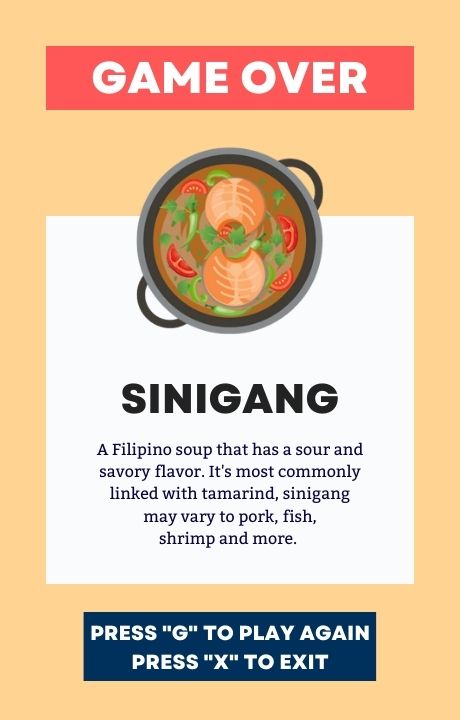 GAME OVER
SINIGANG
A Filipino soup that has a sour and
savory flavor. It's most commonly
linked with tamarind, sinigang
may vary to pork, fish,
shrimp and more.
PRESS "G" TO PLAY AGAIN
PRESS "X" TO EXIT